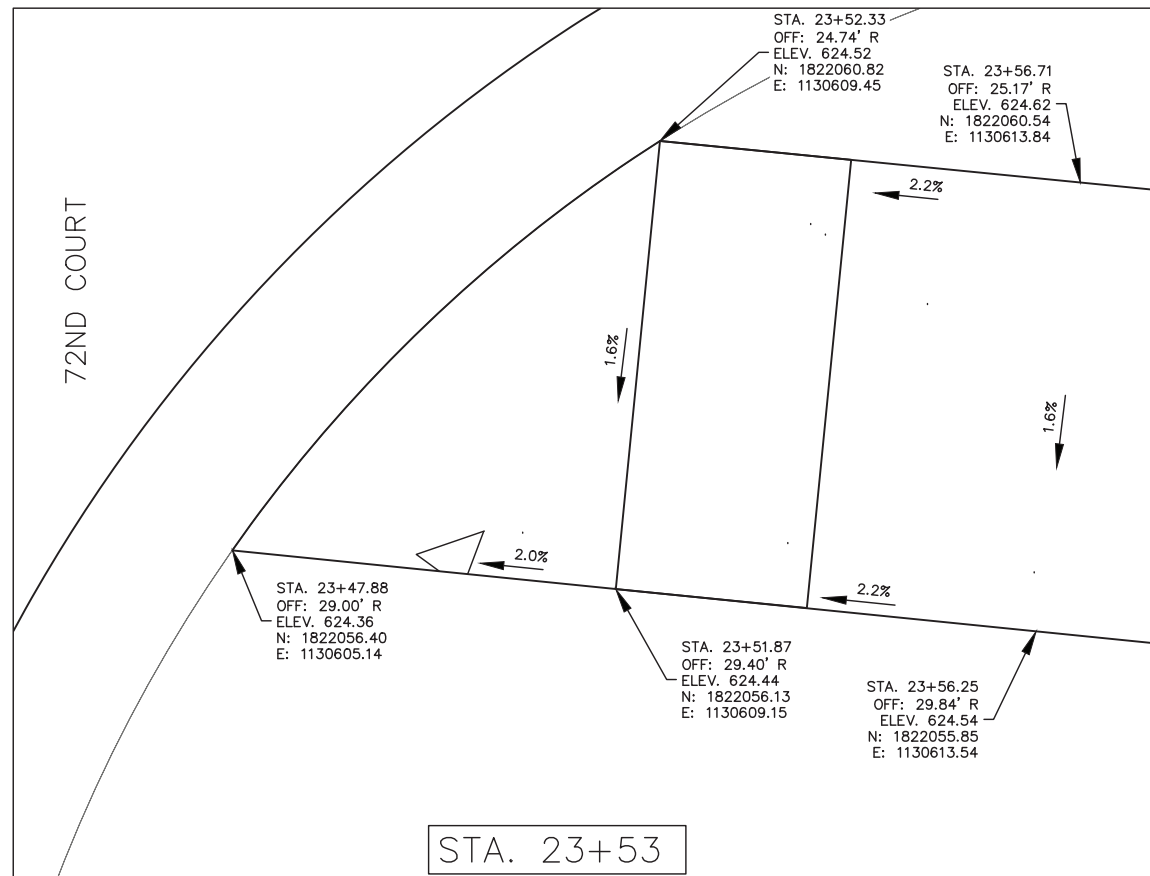 STA. 23+52.33
OFF: 24.74' R
ELEV. 624.52
N: 1822060.82
E: 1130609.45
STA. 23+56.71
OFF: 25.17' R
ELEV. 624.62
N: 1822060.54
E: 1130613.84
72ND COURT
2.2%
1.6%
1.6%
2.0%
2.2%
STA. 23+47.88
OFF: 29.00' R
ELEV. 624.36
N: 1822056.40
E: 1130605.14
STA. 23+51.87
OFF: 29.40' R
ELEV. 624.44
N: 1822056.13
E: 1130609.15
STA. 23+56.25
OFF: 29.84' R
ELEV. 624.54
N: 1822055.85
E: 1130613.54
STA. 23+53